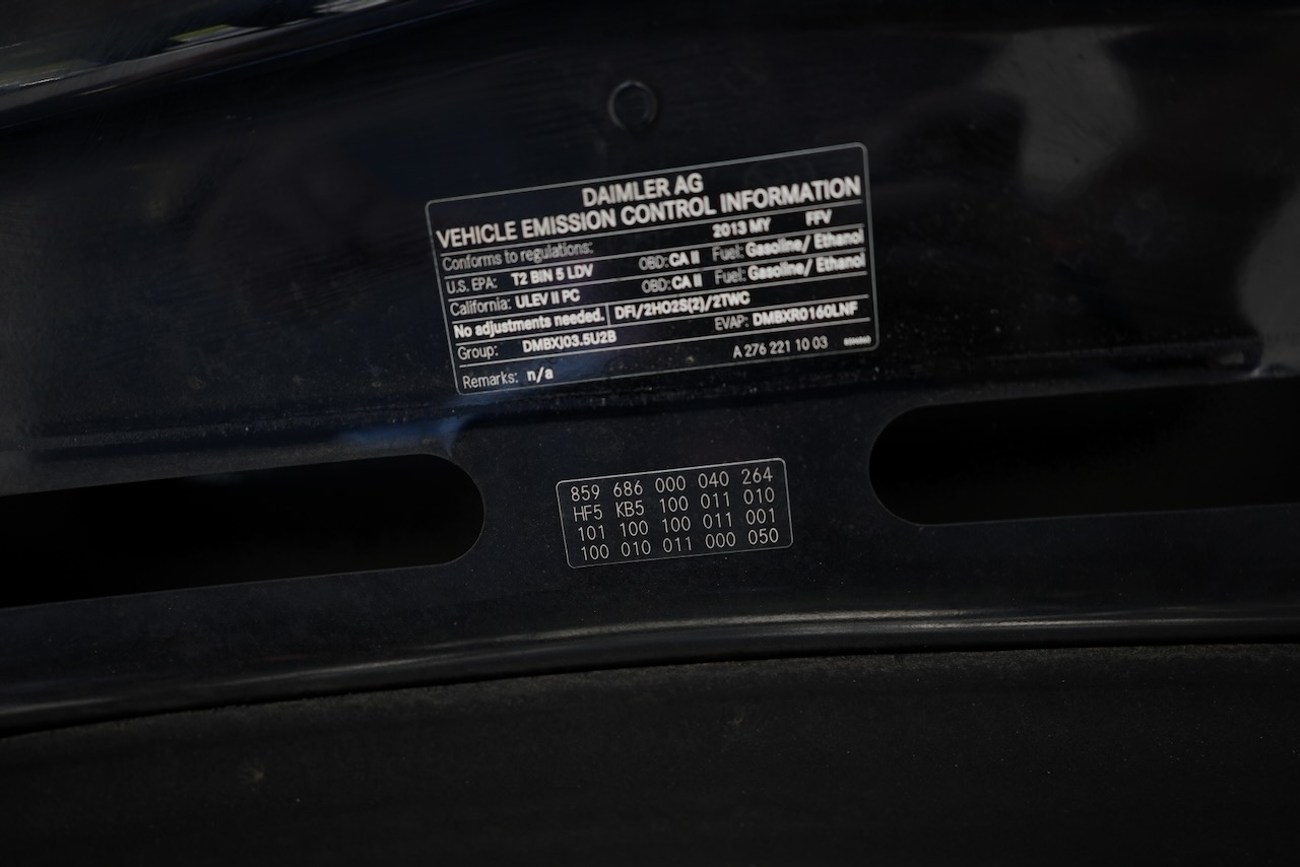 DAIMLER AG
VEHICLE EMISSION CONTROL INFORMATION
Conforms to regulations: 2013 MY FFV
U.S. EPA: T2 BIN 5 LDV OBD: CA II Fuel: Gasoline/ Ethanol
California: ULEV II PC OBD: CA II Fuel: Gasoline/ Ethanol
No adjustments needed. DFI/2HO2S(2)/2TWC
Group: DMBXJ03.5U2B EVAP: DMBXR0160LNF
Remarks: n/a A 276 221 10 03
859 686 000 040 264
HF5 KB5 100 011 010
101 100 100 011 001
100 010 011 000 050